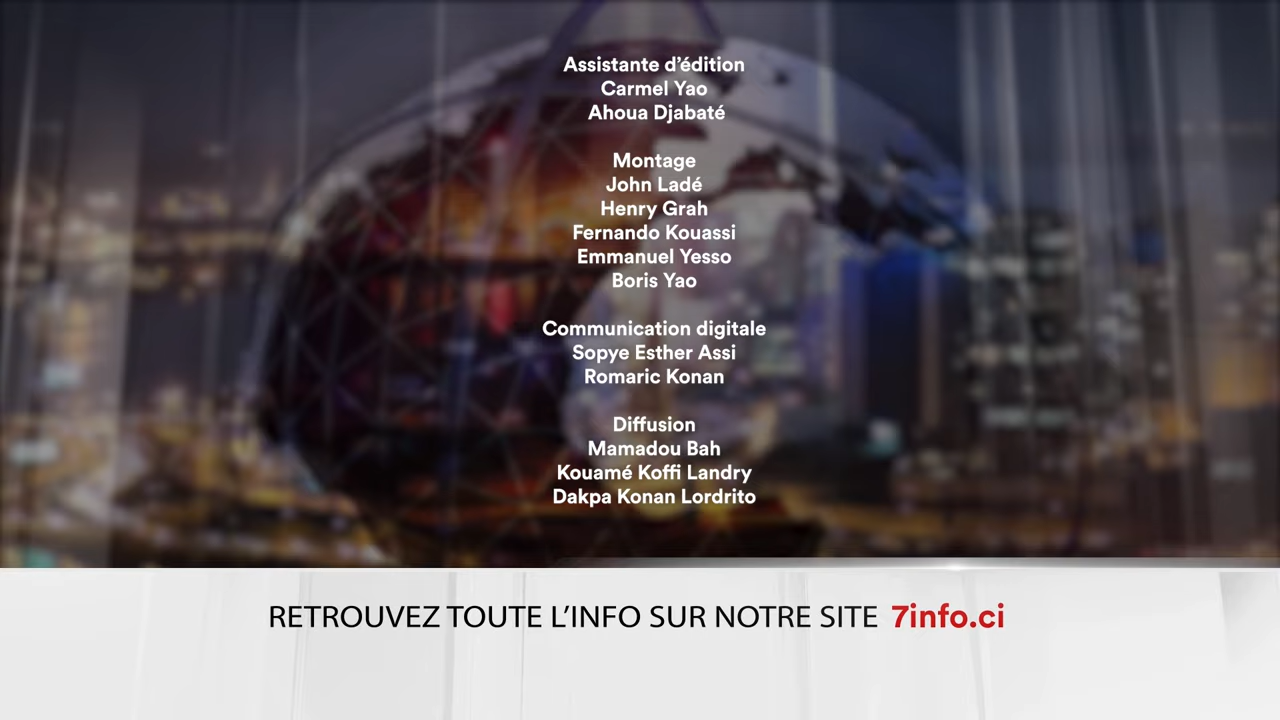 Assistante d’édition
Carmel Yao
Ahoua Djabaté
Montage
John Ladé
Henry Grah
Fernando Kouassi
Emmanuel Yesso
Boris Yao
Communication digitale
Sopye Esther Assi
Romaric Konan
Diffusion
Mamadou Bah
Kouamé Koffi Landry
Dakpa Konan Lordrito
RETROUVEZ TOUTE L’INFO SUR NOTRE SITE 7info.ci